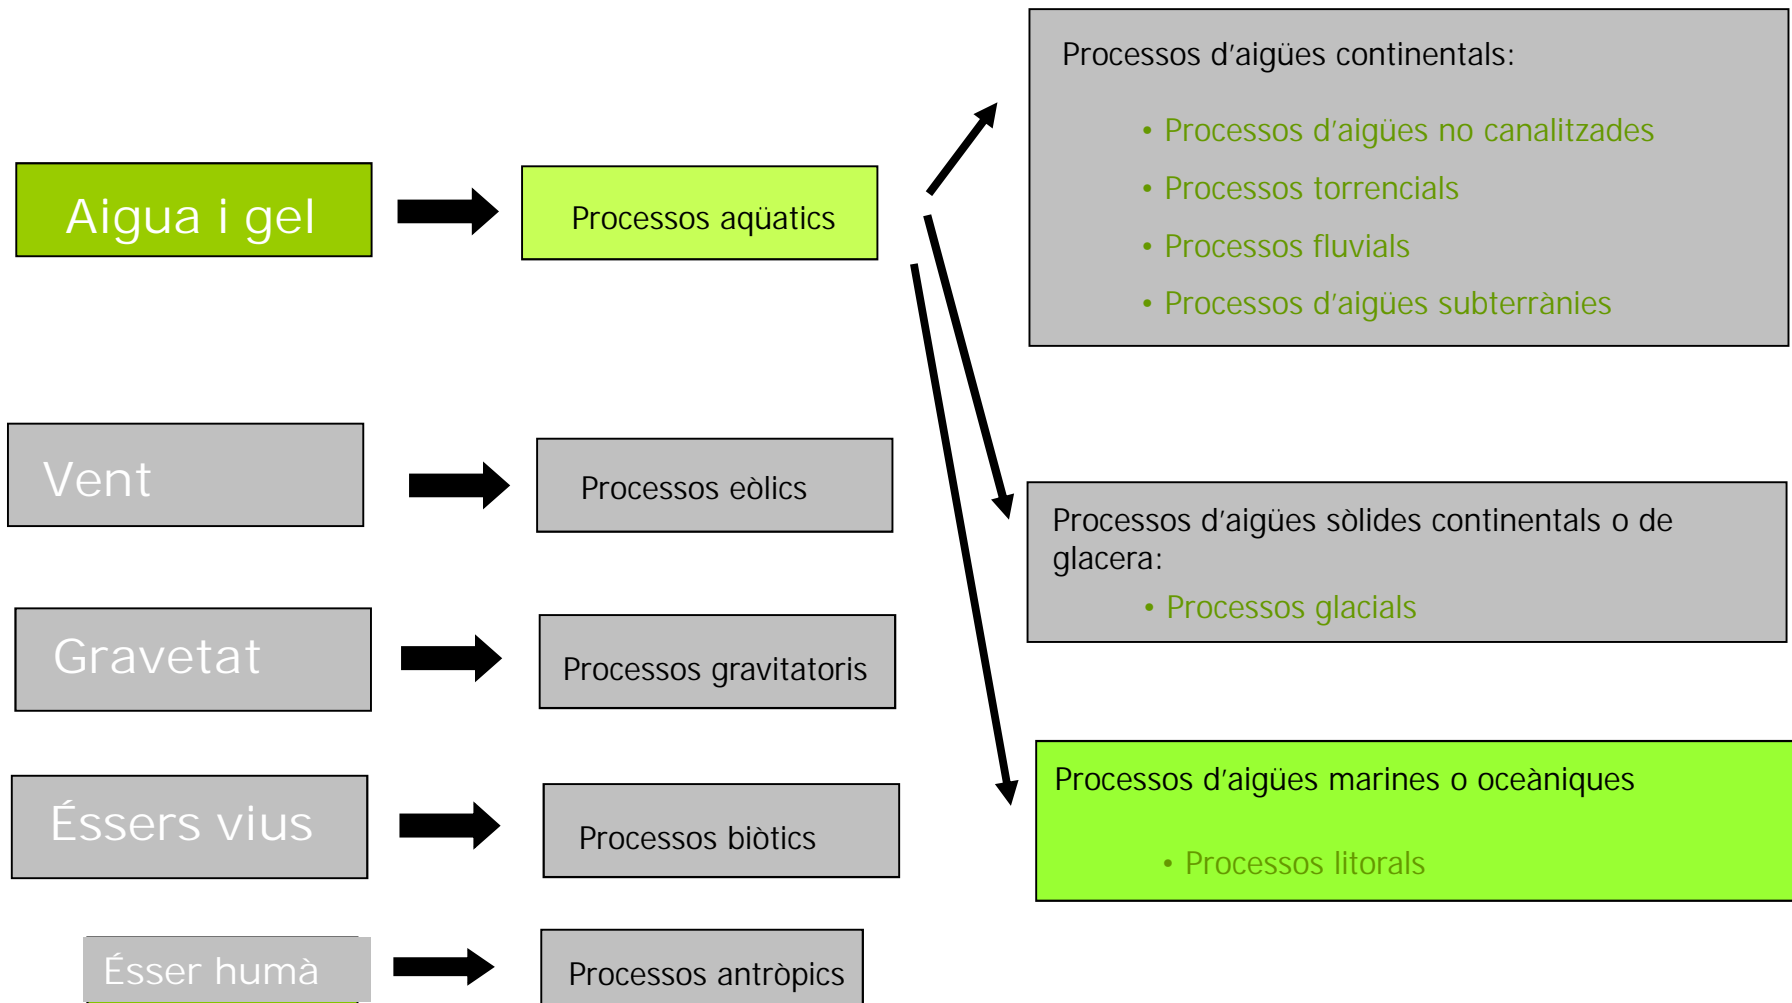 Aigua i gel
Processos aqüatics
Processos d'aigües continentals:
• Processos d'aigües no canalitzades
• Processos torrencials
• Processos fluvials
• Processos d'aigües subterrànies
Vent
Processos eòlics
Processos d'aigües sòlides continentals o de
glacera:
• Processos glacials
Gravetat
Processos gravitatoris
Processos d'aigües marines o oceàniques
• Processos litorals
Éssers vius
Processos biòtics
Ésser humà
Processos antròpics